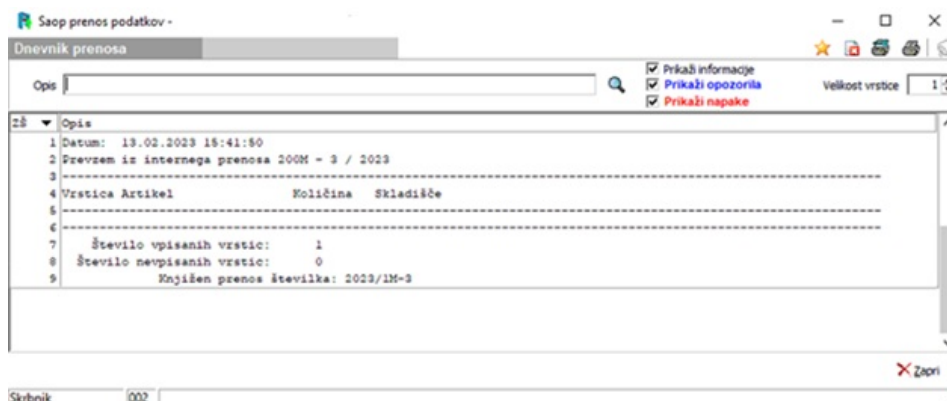 Saop prenos podatkov -
Dnevnik prenosa
Opis
Prikaži informacije
Prikaži opozorila
Prikaži napake
Velikost vrstice 1
ZŠ Opis
1 Datum: 13.02.2023 15:41:50
2 Prevzem iz internega prenosa 200M - 3 / 2023
3 ------------------------------------------------------------
4 Vrstica Artikel Količina Skladišče
5 ------------------------------------------------------------
6 ------------------------------------------------------------
7 Število vpisanih vrstic: 1
8 Število nevpisanih vrstic: 0
9 Knjižen prenos številka: 2023/1M-3
Zapri
Skrbnik 002